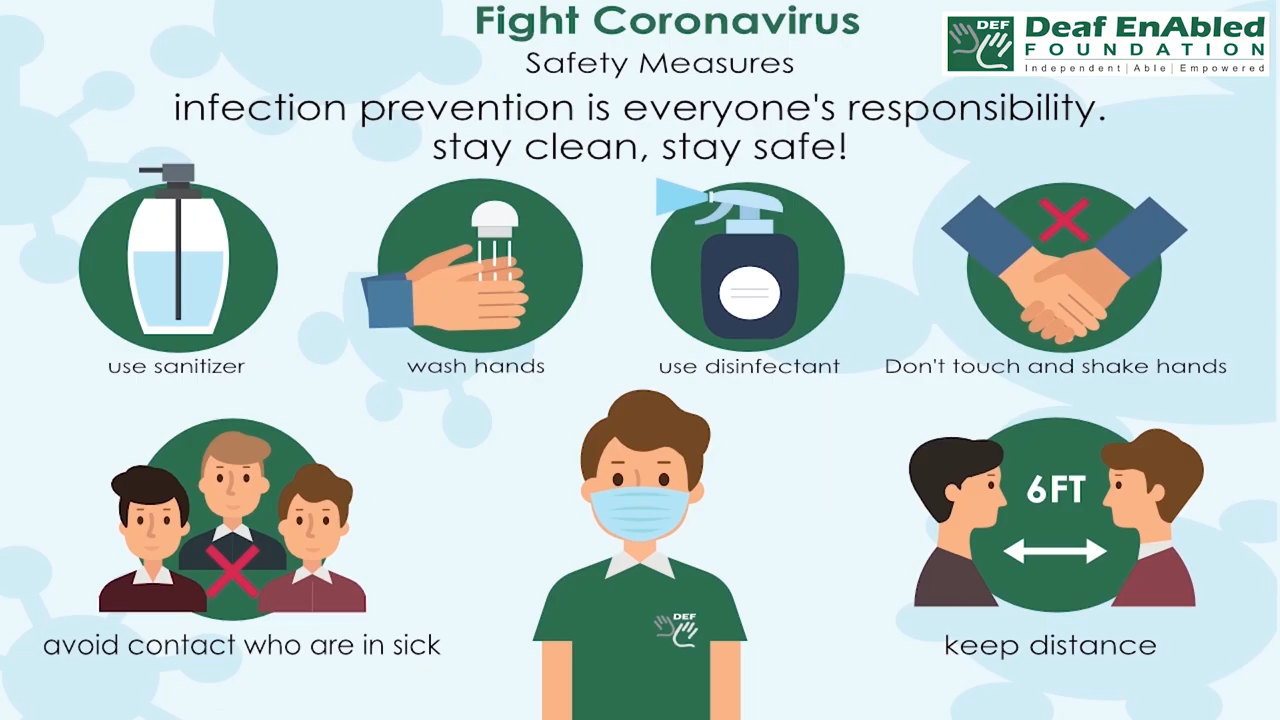 Fight Coronavirus
Safety Measures
DEF
Deaf EnAbled
FOUNDATION
Independent | Able | Empowered
infection prevention is everyone's responsibility.
stay clean, stay safe!
use sanitizer
wash hands
use disinfectant
Don't touch and shake hands
6FT
DEF
avoid contact who are in sick
keep distance